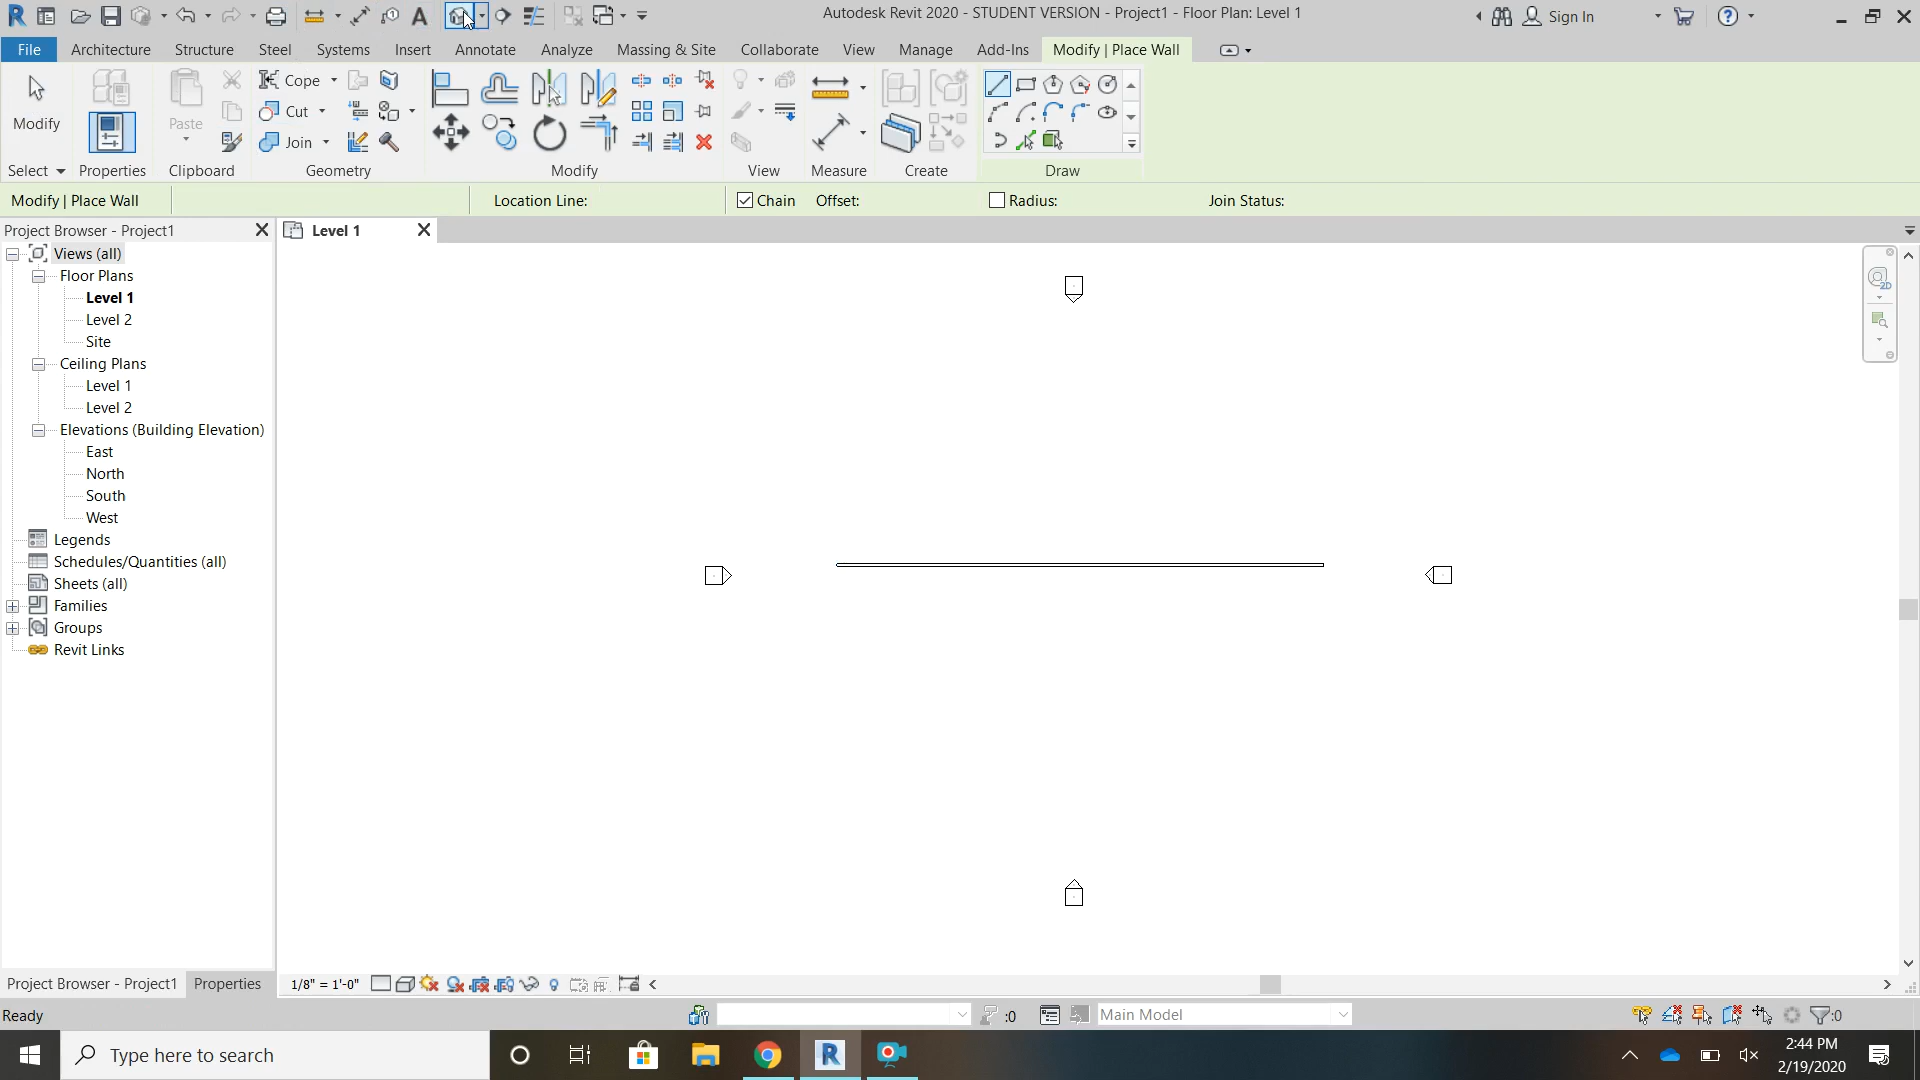 Autodesk Revit 2020 - STUDENT VERSION - Project1 - Floor Plan: Level 1
Sign In
File
Architecture
Structure
Steel
Systems
Insert
Annotate
Analyze
Massing & Site
Collaborate
View
Manage
Add-Ins
Modify | Place Wall
Modify
Paste
Cope
Cut
Join
Select
Properties
Clipboard
Geometry
Modify
View
Measure
Create
Draw
Modify | Place Wall
Location Line:
Chain
Offset:
Radius:
Join Status:
Project Browser - Project1
Level 1
Views (all)
Floor Plans
Level 1
Level 2
Site
Ceiling Plans
Level 1
Level 2
Elevations (Building Elevation)
East
North
South
West
Legends
Schedules/Quantities (all)
Sheets (all)
Families
Groups
Revit Links
2D
Project Browser - Project1
Properties
1/8" = 1'-0"
Ready
:0
Main Model
:0
Type here to search
2:44 PM
2/19/2020